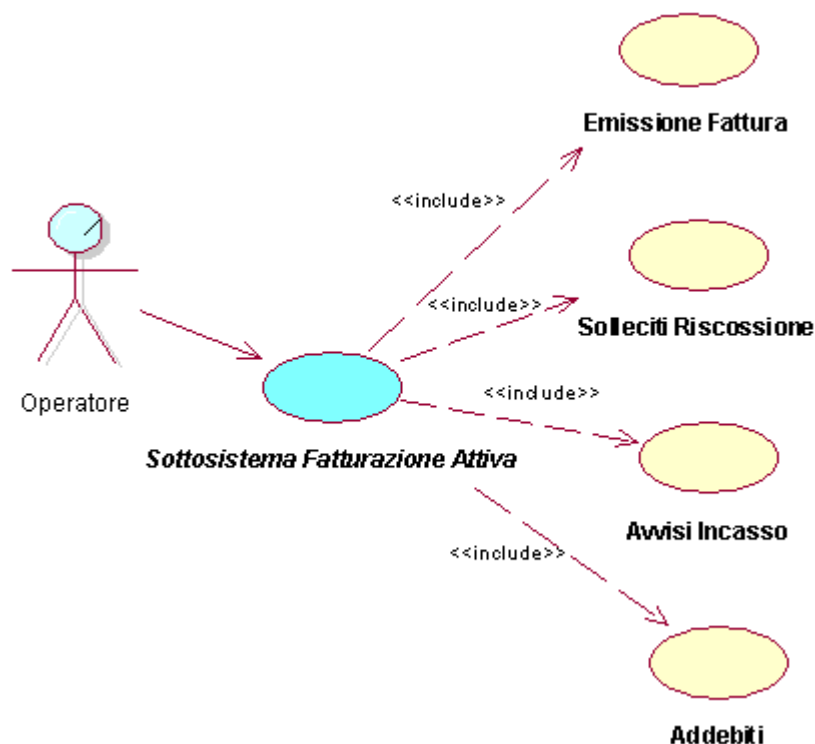 Emissione Fattura
<<include>>
<<include>>
Solleciti Riscossione
Operatore
<<include>>
Sottosistema Fatturazione Attiva
Avvisi Incasso
<<include>>
Addebiti